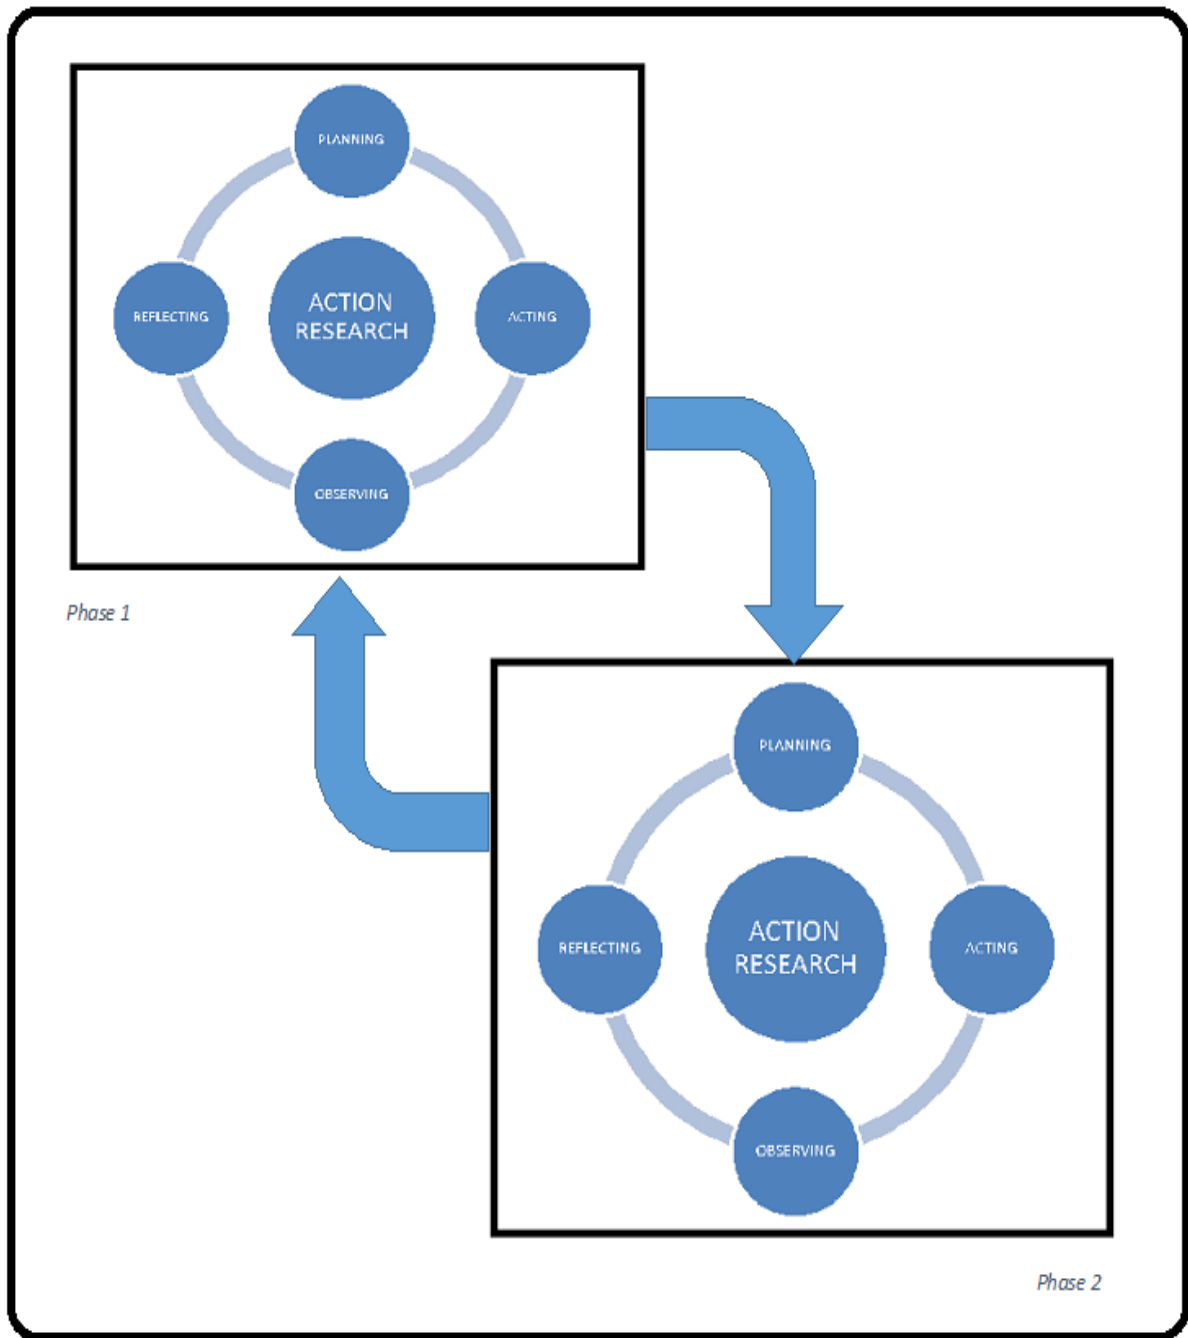 PLANNING
REFLECTING
ACTION
RESEARCH
ACTING
OBSERVING
Phase 1
PLANNING
REFLECTING
ACTION
RESEARCH
ACTING
OBSERVING
Phase 2